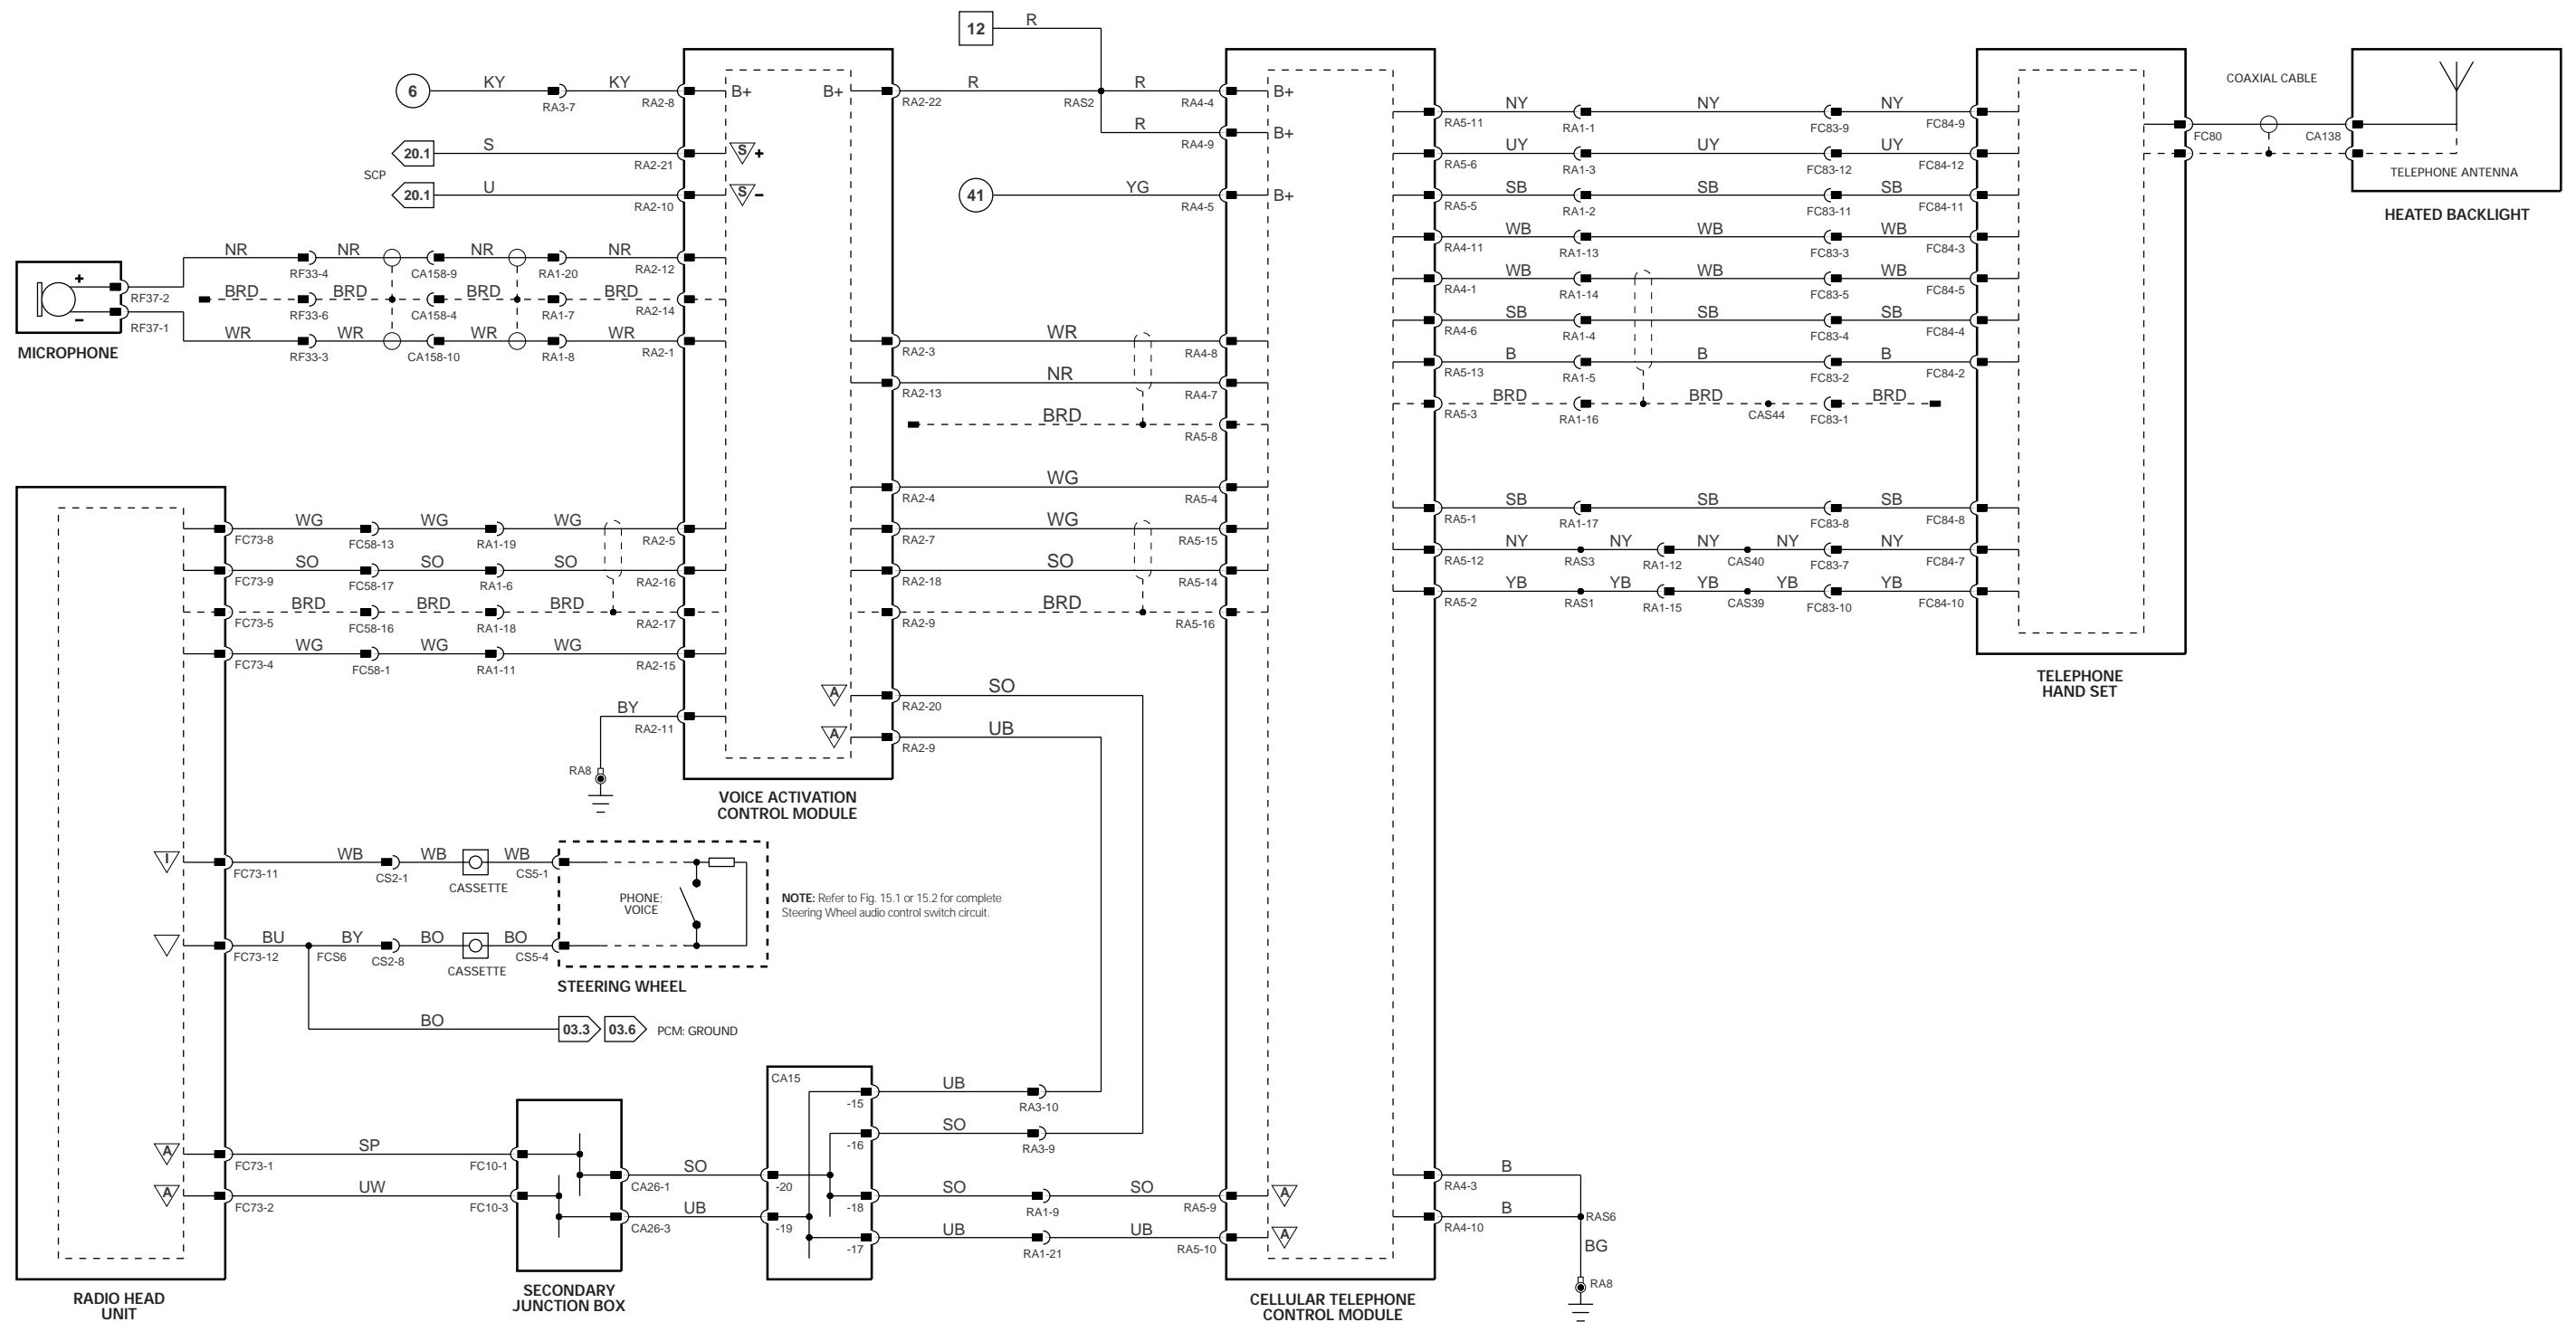 12
R
6
KY
RA3-7
KY
RA2-8
B+
B+
RA2-22
R
RAS2
R
RA4-4
B+
R
RA4-9
B+
20.1
S
RA2-21
S
+
SCP
20.1
U
RA2-10
S
–
41
YG
RA4-5
B+
MICROPHONE
+
–
RF37-2
RF37-1
NR
RF33-4
NR
CA158-9
NR
RA1-20
NR
RA2-12
BRD
RF33-6
BRD
CA158-4
BRD
RA1-7
BRD
RA2-14
WR
RF33-3
WR
CA158-10
WR
RA1-8
WR
RA2-1
RA2-3
WR
RA4-8
RA2-13
NR
RA4-7
BRD
RA5-8
RA2-4
WG
RA5-4
RA2-7
WG
RA5-15
RA2-18
SO
RA5-14
RA2-9
BRD
RA5-16
A
RA2-20
SO
A
RA2-9
UB
FC73-8
WG
FC58-13
WG
RA1-19
WG
RA2-5
FC73-9
SO
FC58-17
SO
RA1-6
SO
RA2-16
FC73-5
BRD
FC58-16
BRD
RA1-18
BRD
RA2-17
FC73-4
WG
FC58-1
WG
RA1-11
WG
RA2-15
BY
RA2-11
RA8
VOICE ACTIVATION
CONTROL MODULE
I
FC73-11
WB
CS2-1
WB
CASSETTE
WB
CS5-1
PHONE;
VOICE
NOTE: Refer to Fig. 15.1 or 15.2 for complete
Steering Wheel audio control switch circuit.
FC73-12
BU
FCS6
BY
CS2-8
BO
CASSETTE
BO
CS5-4
STEERING WHEEL
BO
03.3
03.6
PCM: GROUND
A
FC73-1
SP
FC10-1
A
FC73-2
UW
FC10-3
RADIO HEAD
UNIT
CA26-1
SO
CA26-3
UB
SECONDARY
JUNCTION BOX
CA15
-15
UB
RA3-10
-16
SO
RA3-9
-20
-18
SO
RA1-9
SO
RA5-9
A
-19
-17
UB
RA1-21
UB
RA5-10
A
CELLULAR TELEPHONE
CONTROL MODULE
RA4-3
B
RA4-10
B
RAS6
BG
RA8
RA5-11
NY
RA1-1
NY
FC83-9
NY
FC84-9
RA5-6
UY
RA1-3
UY
FC83-12
UY
FC84-12
RA5-5
SB
RA1-2
SB
FC83-11
SB
FC84-11
RA4-11
WB
RA1-13
WB
FC83-3
WB
FC84-3
RA4-1
WB
RA1-14
WB
FC83-5
WB
FC84-5
RA4-6
SB
RA1-4
SB
FC83-4
SB
FC84-4
RA5-13
B
RA1-5
B
FC83-2
B
FC84-2
RA5-3
BRD
RA1-16
BRD
CAS44
FC83-1
BRD
RA5-1
SB
RA1-17
SB
FC83-8
SB
FC84-8
RA5-12
NY
RAS3
NY
RA1-12
NY
CAS40
NY
FC83-7
NY
FC84-7
RA5-2
YB
RAS1
YB
RA1-15
YB
CAS39
YB
FC83-10
YB
FC84-10
TELEPHONE
HAND SET
FC80
COAXIAL CABLE
CA138
TELEPHONE ANTENNA
HEATED BACKLIGHT